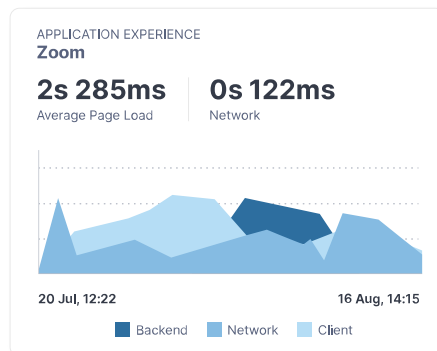 APPLICATION EXPERIENCE
Zoom
2s 285ms 0s 122ms
Average Page Load Network
20 Jul, 12:22 16 Aug, 14:15
Backend Network Client